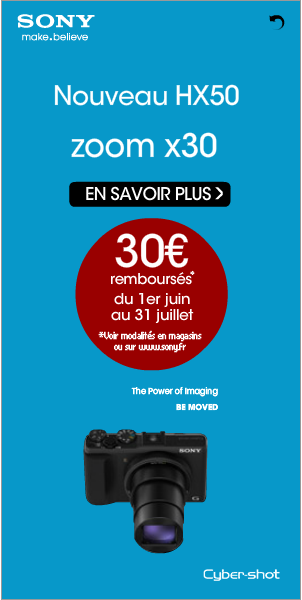 SONY
make.believe
Nouveau HX50
zoom x30
EN SAVOIR PLUS >
30€
remboursés*
du 1er juin
au 31 juillet
*Voir modalités en magasins
ou sur www.sony.fr
The Power of Imaging
BE MOVED
SONY
G
Cyber-shot